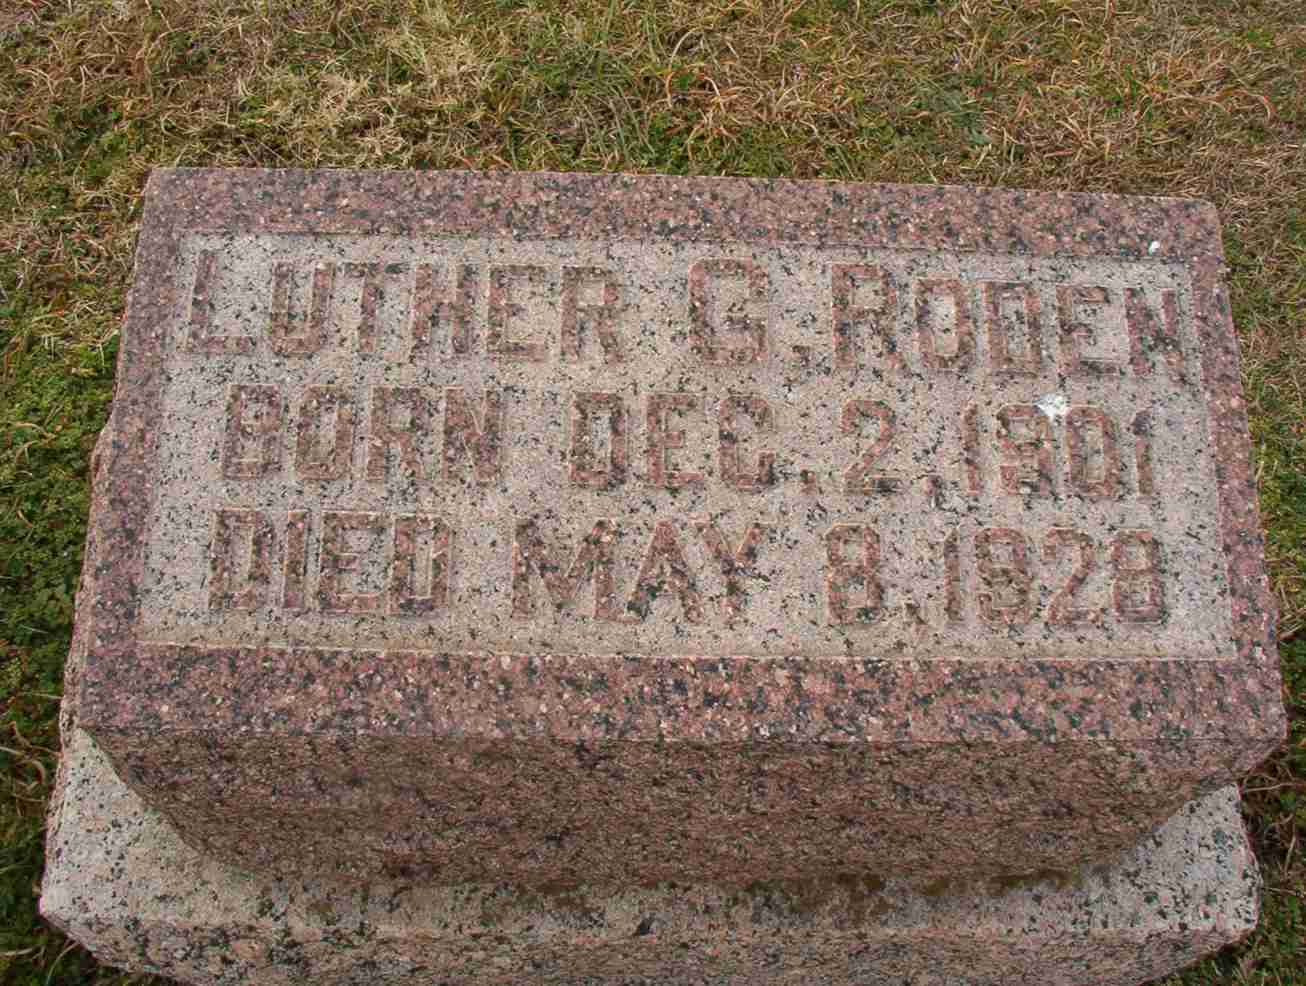 LUTHER G. RODEN
BORN DEC. 2, 1901
DIED MAY 8, 1928